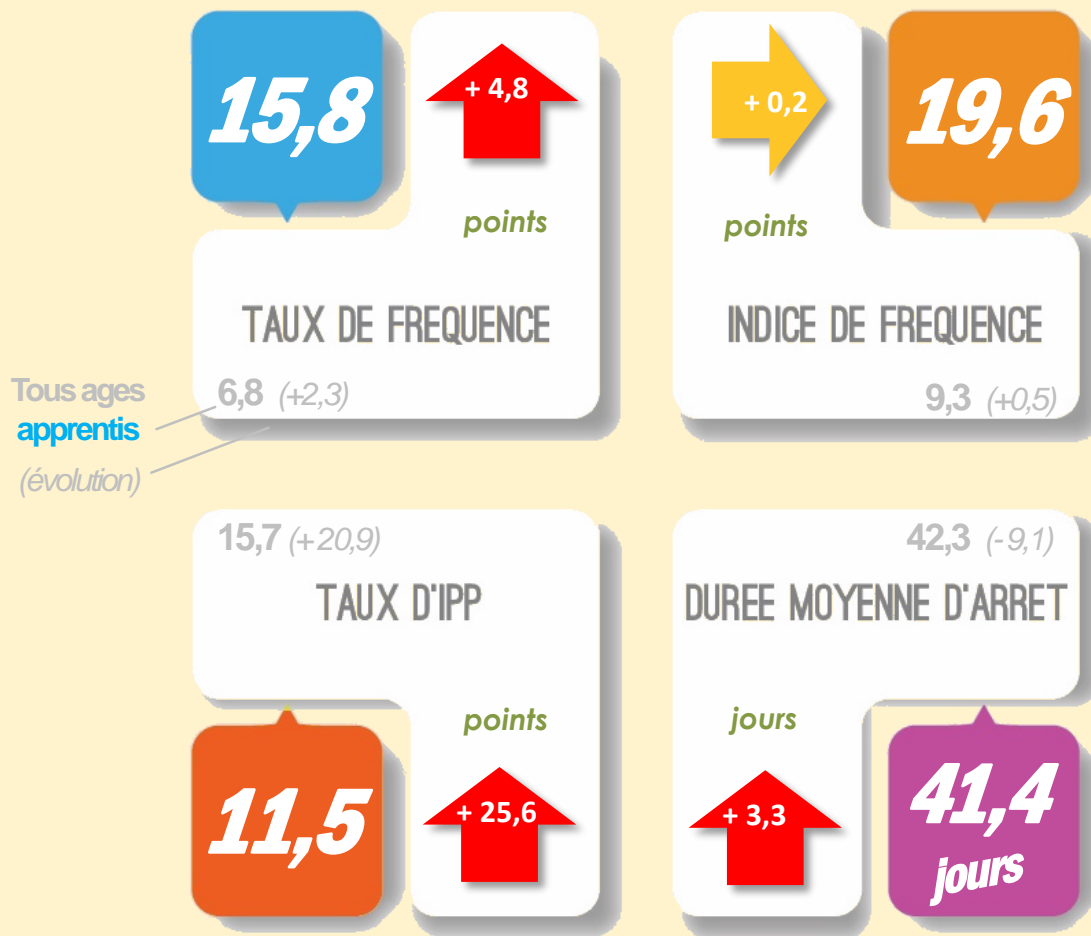 15,8
+ 4,8
points
TAUX DE FREQUENCE
6,8 (+2,3)
+ 0,2
points
19,6
INDICE DE FREQUENCE
9,3 (+0,5)
Tous ages
apprentis
(évolution)
15,7 (+ 20,9)
TAUX D'IPP
11,5
points
+ 25,6
42,3 (- 9,1)
DUREE MOYENNE D'ARRET
jours
+ 3,3
41,4
jours